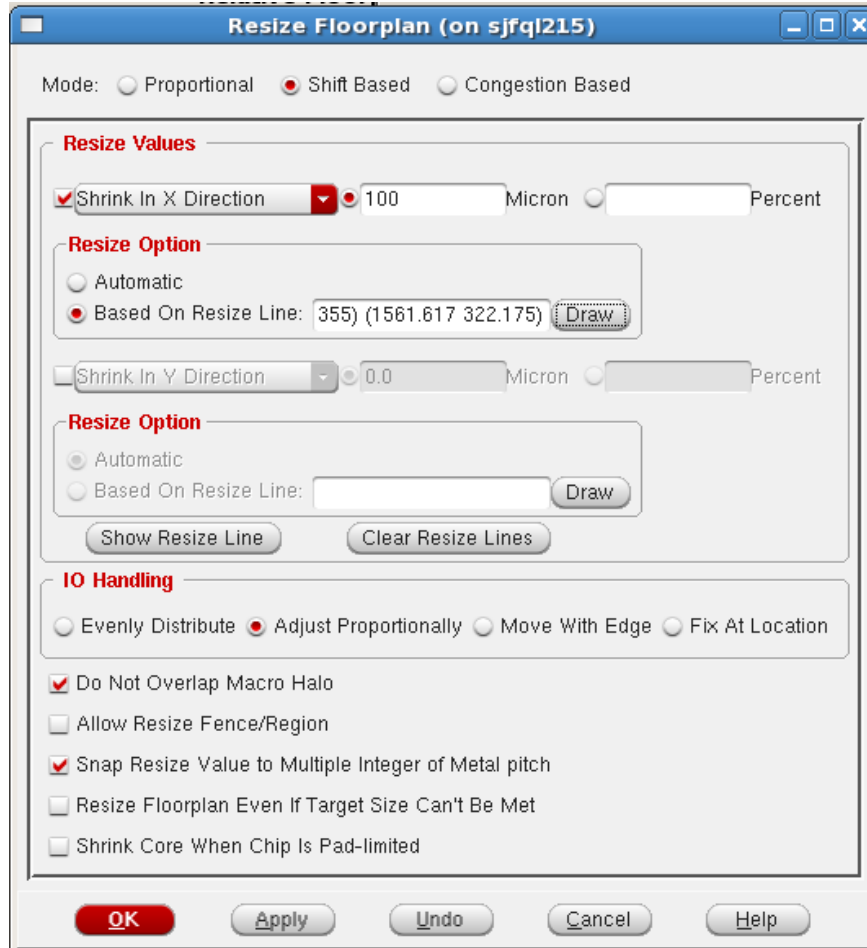 Resize Floorplan (on sjfql215)
Mode: Proportional Shift Based Congestion Based
Resize Values
Shrink In X Direction 100 Micron Percent
Resize Option
Automatic
Based On Resize Line: 355) (1561.617 322.175) Draw
Shrink In Y Direction 0.0 Micron Percent
Resize Option
Automatic
Based On Resize Line: Draw
Show Resize Line Clear Resize Lines
IO Handling
Evenly Distribute Adjust Proportionally Move With Edge Fix At Location
Do Not Overlap Macro Halo
Allow Resize Fence/Region
Snap Resize Value to Multiple Integer of Metal pitch
Resize Floorplan Even If Target Size Can't Be Met
Shrink Core When Chip Is Pad-limited
OK Apply Undo Cancel Help